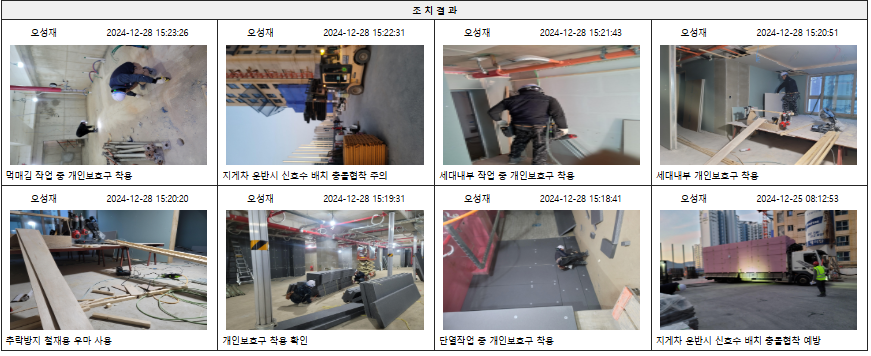 조 치 결 과
오성재 2024-12-28 15:23:26
오성재 2024-12-28 15:22:31
오성재 2024-12-28 15:21:43
오성재 2024-12-28 15:20:51
먹매김 작업 중 개인보호구 착용
지게차 운반시 신호수 배치 충돌협착 주의
세대내부 작업 중 개인보호구 착용
세대내부 개인보호구 착용
오성재 2024-12-28 15:20:20
오성재 2024-12-28 15:19:31
오성재 2024-12-28 15:18:41
오성재 2024-12-25 08:12:53
추락방지 철재용 우마 사용
개인보호구 착용 확인
단열작업 중 개인보호구 착용
지게차 운반시 신호수 배치 충돌협착 예방